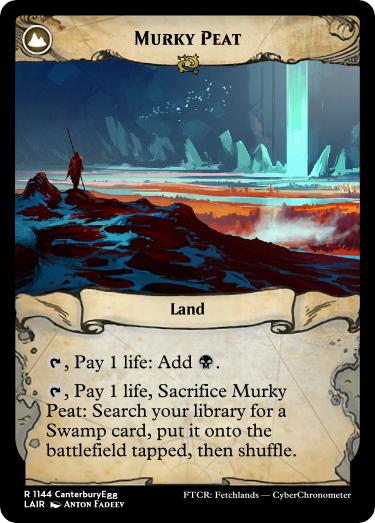 MURKY PEAT
Land
, Pay 1 life: Add .
, Pay 1 life, Sacrifice Murky
Peat: Search your library for a
Swamp card, put it onto the
battlefield tapped, then shuffle.
R 1144 CanterburyEgg
FTCR: Fetchlands — CyberChronometer
LAIR ANTON FADEEV